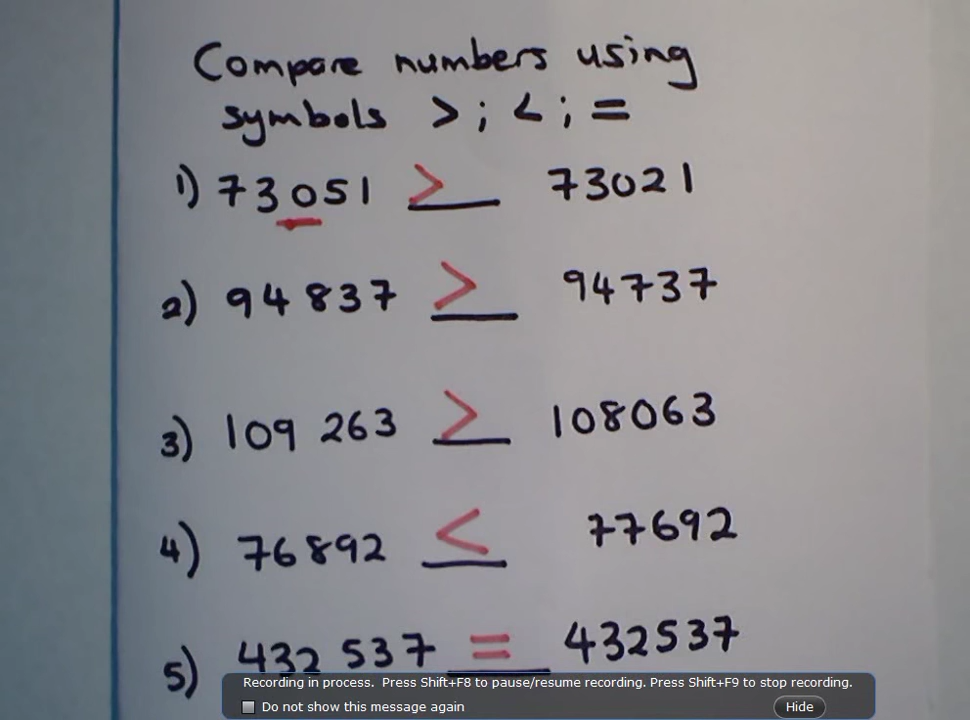 Compare numbers using
symbols > ; < ; =
1) 73051 > 73021
2) 94837 > 94737
3) 109 263 > 108063
4) 76892 < 77692
5) 432 537 = 432537
Recording in process. Press Shift+F8 to pause/resume recording. Press Shift+F9 to stop recording.
Do not show this message again Hide